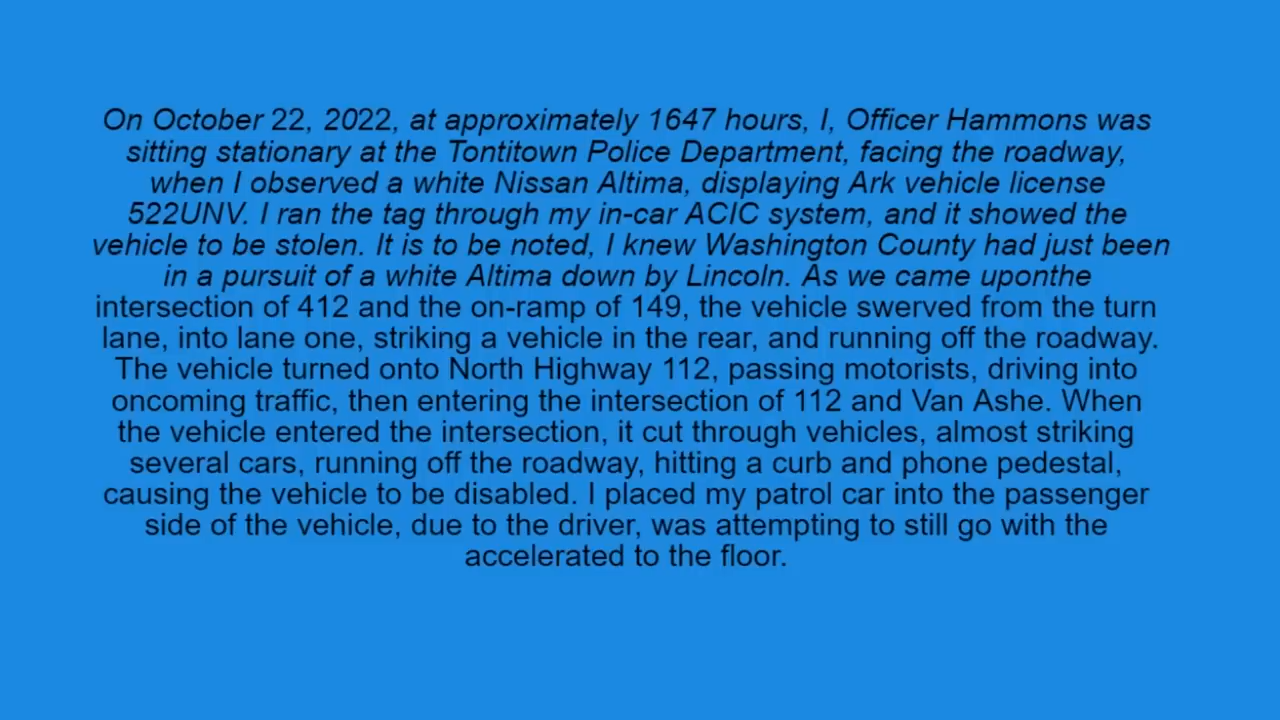 On October 22, 2022, at approximately 1647 hours, I, Officer Hammons was
sitting stationary at the Tontitown Police Department, facing the roadway,
when I observed a white Nissan Altima, displaying Ark vehicle license
522UNV. I ran the tag through my in-car ACIC system, and it showed the
vehicle to be stolen. It is to be noted, I knew Washington County had just been
in a pursuit of a white Altima down by Lincoln. As we came uponthe
intersection of 412 and the on-ramp of 149, the vehicle swerved from the turn
lane, into lane one, striking a vehicle in the rear, and running off the roadway.
The vehicle turned onto North Highway 112, passing motorists, driving into
oncoming traffic, then entering the intersection of 112 and Van Ashe. When
the vehicle entered the intersection, it cut through vehicles, almost striking
several cars, running off the roadway, hitting a curb and phone pedestal,
causing the vehicle to be disabled. I placed my patrol car into the passenger
side of the vehicle, due to the driver, was attempting to still go with the
accelerated to the floor.